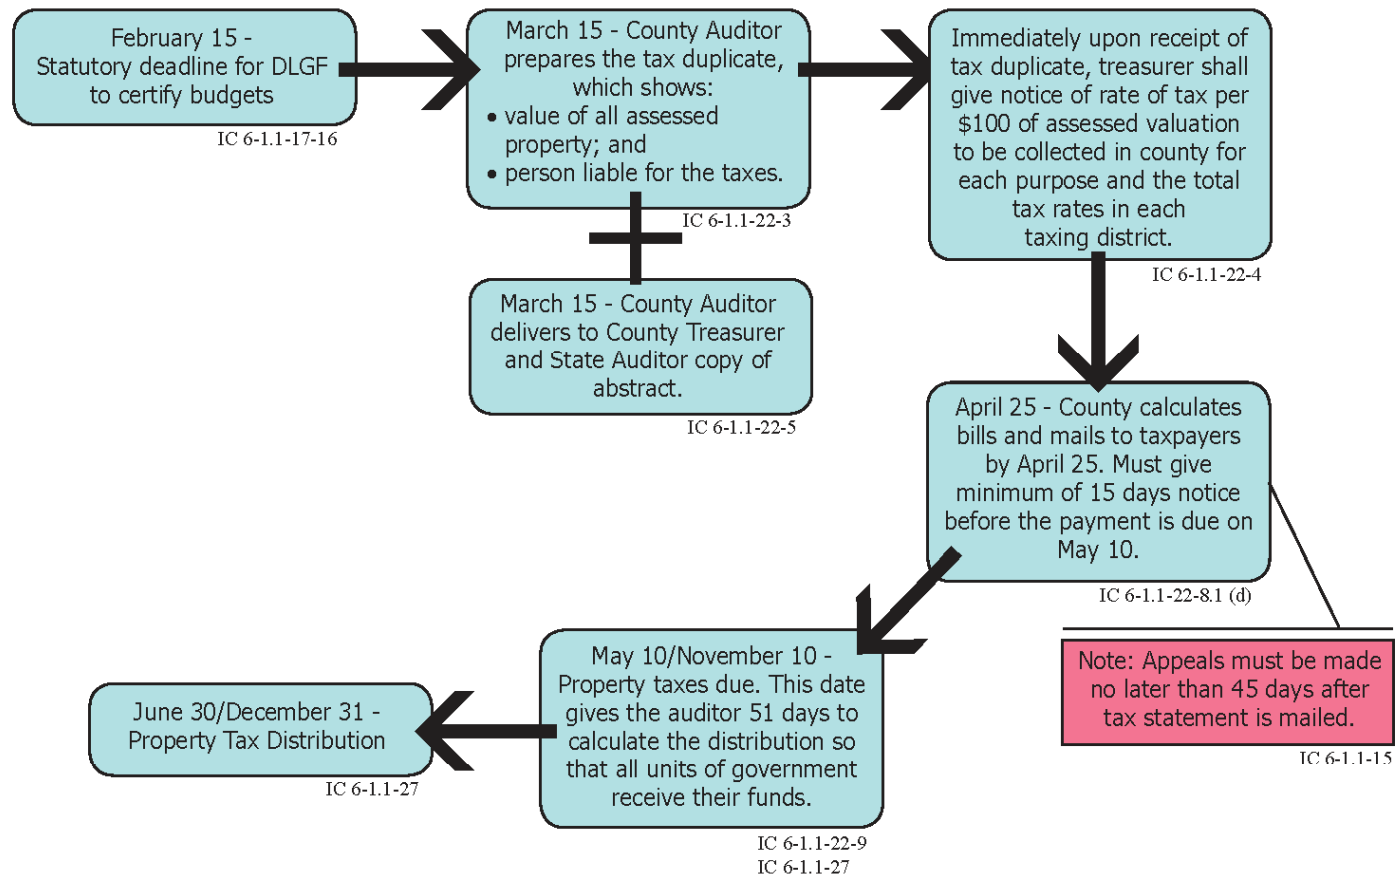 February 15 -
Statutory deadline for DLGF
to certify budgets
IC 6-1.1-17-16
March 15 - County Auditor
prepares the tax duplicate,
which shows:
• value of all assessed
property; and
• person liable for the taxes.
IC 6-1.1-22-3
March 15 - County Auditor
delivers to County Treasurer
and State Auditor copy of
abstract.
IC 6-1.1-22-5
Immediately upon receipt of
tax duplicate, treasurer shall
give notice of rate of tax per
$100 of assessed valuation
to be collected in county for
each purpose and the total
tax rates in each
taxing district.
IC 6-1.1-22-4
April 25 - County calculates
bills and mails to taxpayers
by April 25. Must give
minimum of 15 days notice
before the payment is due on
May 10.
IC 6-1.1-22-8.1 (d)
Note: Appeals must be made
no later than 45 days after
tax statement is mailed.
IC 6-1.1-15
May 10/November 10 -
Property taxes due. This date
gives the auditor 51 days to
calculate the distribution so
that all units of government
receive their funds.
IC 6-1.1-22-9
IC 6-1.1-27
June 30/December 31 -
Property Tax Distribution
IC 6-1.1-27